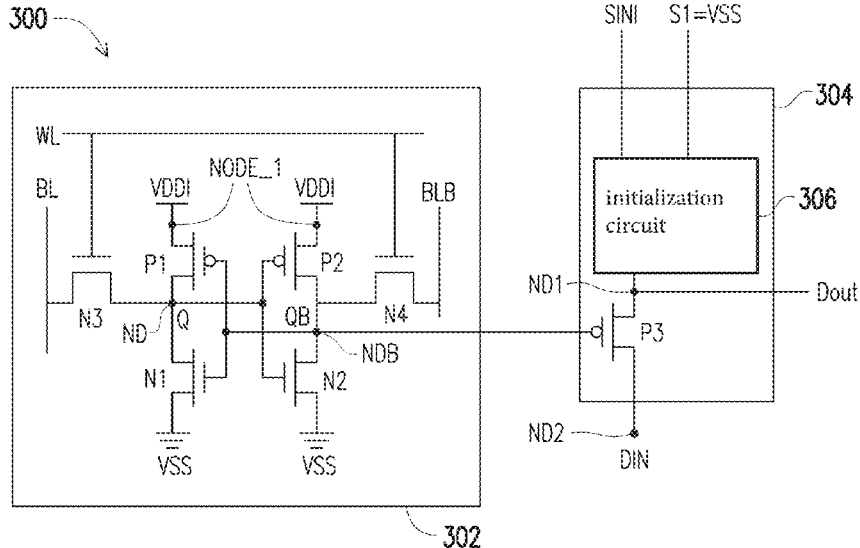 300
SINI
S1=VSS
304
WL
NODE_1
BL
VDDI
VDDI
BLB
initialization
circuit
306
P1
P2
ND1
Dout
N3
ND
Q
QB
N4
P3
NDB
N1
N2
ND2
VSS
VSS
DIN
302